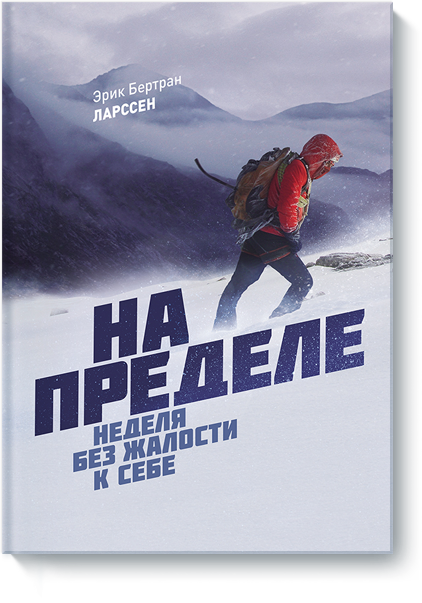 Эрик Бертран
ЛАРССЕН
НА
ПРЕДЕЛЕ
НЕДЕЛЯ
БЕЗ ЖАЛОСТИ
К СЕБЕ